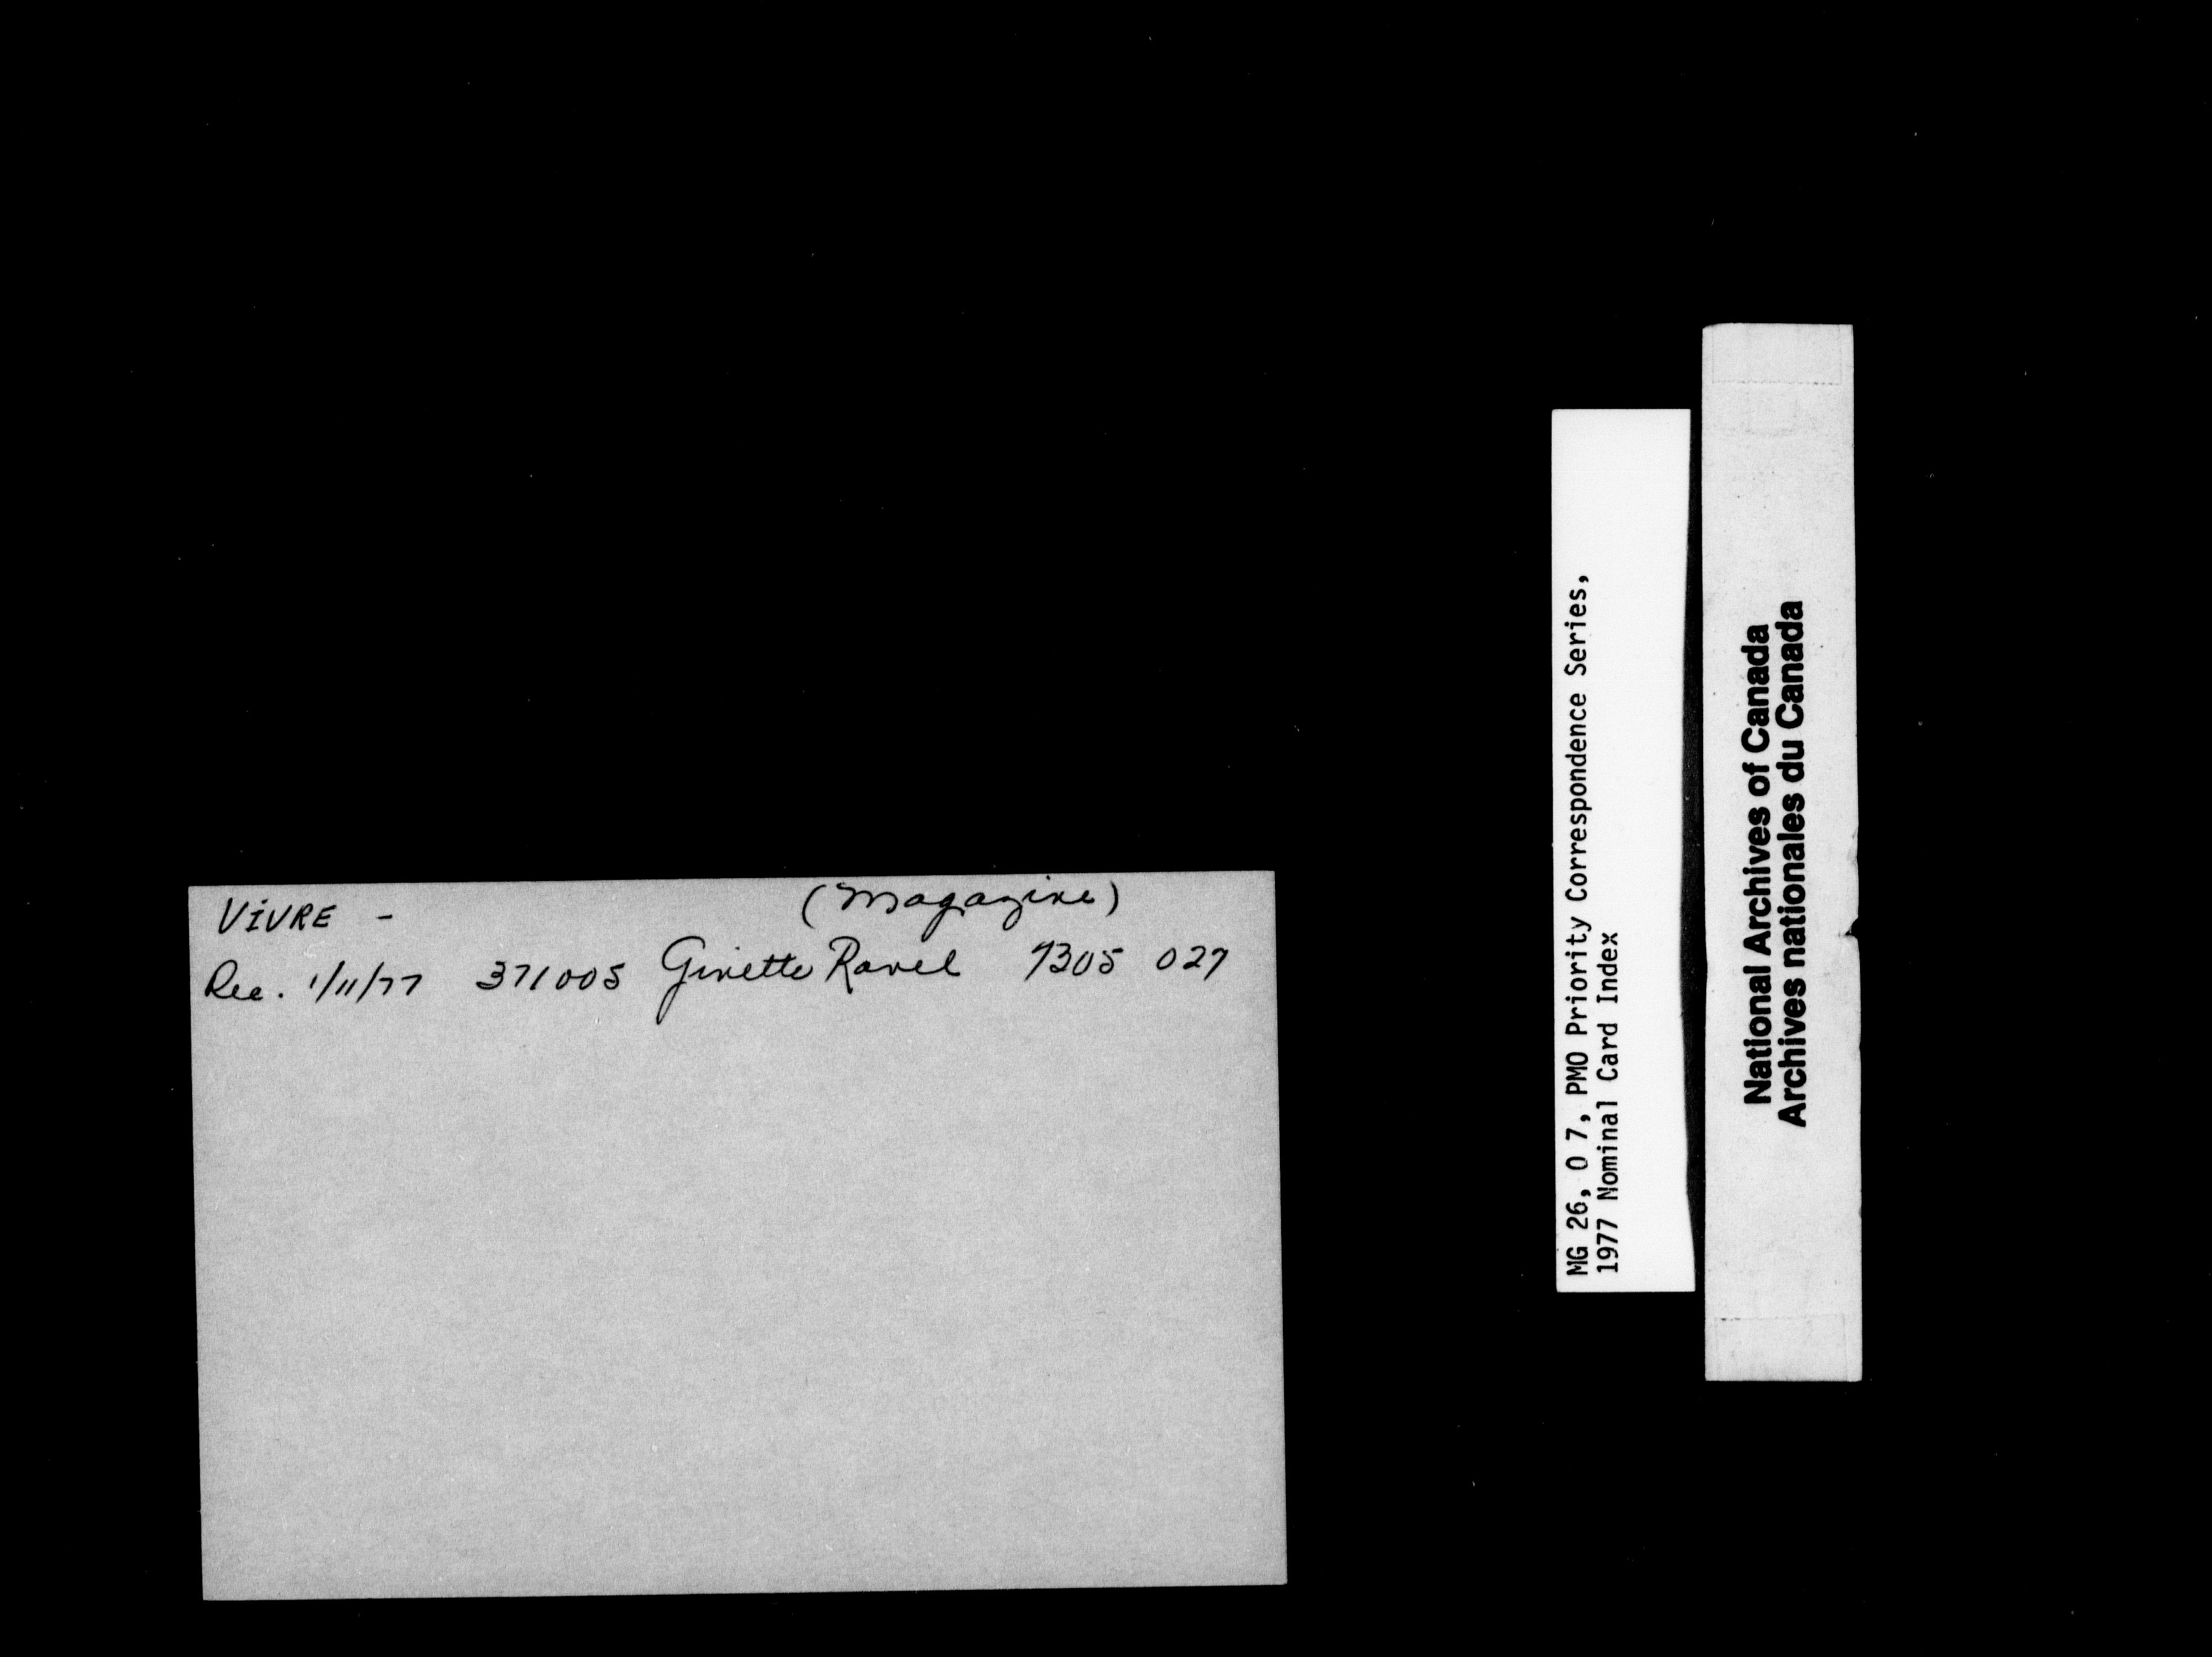 VIVRE - (Magazine)
Rec. 1/11/77 371005 Ginette Ravel 7305 027
MG 26, O 7, PMO Priority Correspondence Series,
1977 Nominal Card Index
National Archives of Canada
Archives nationales du Canada